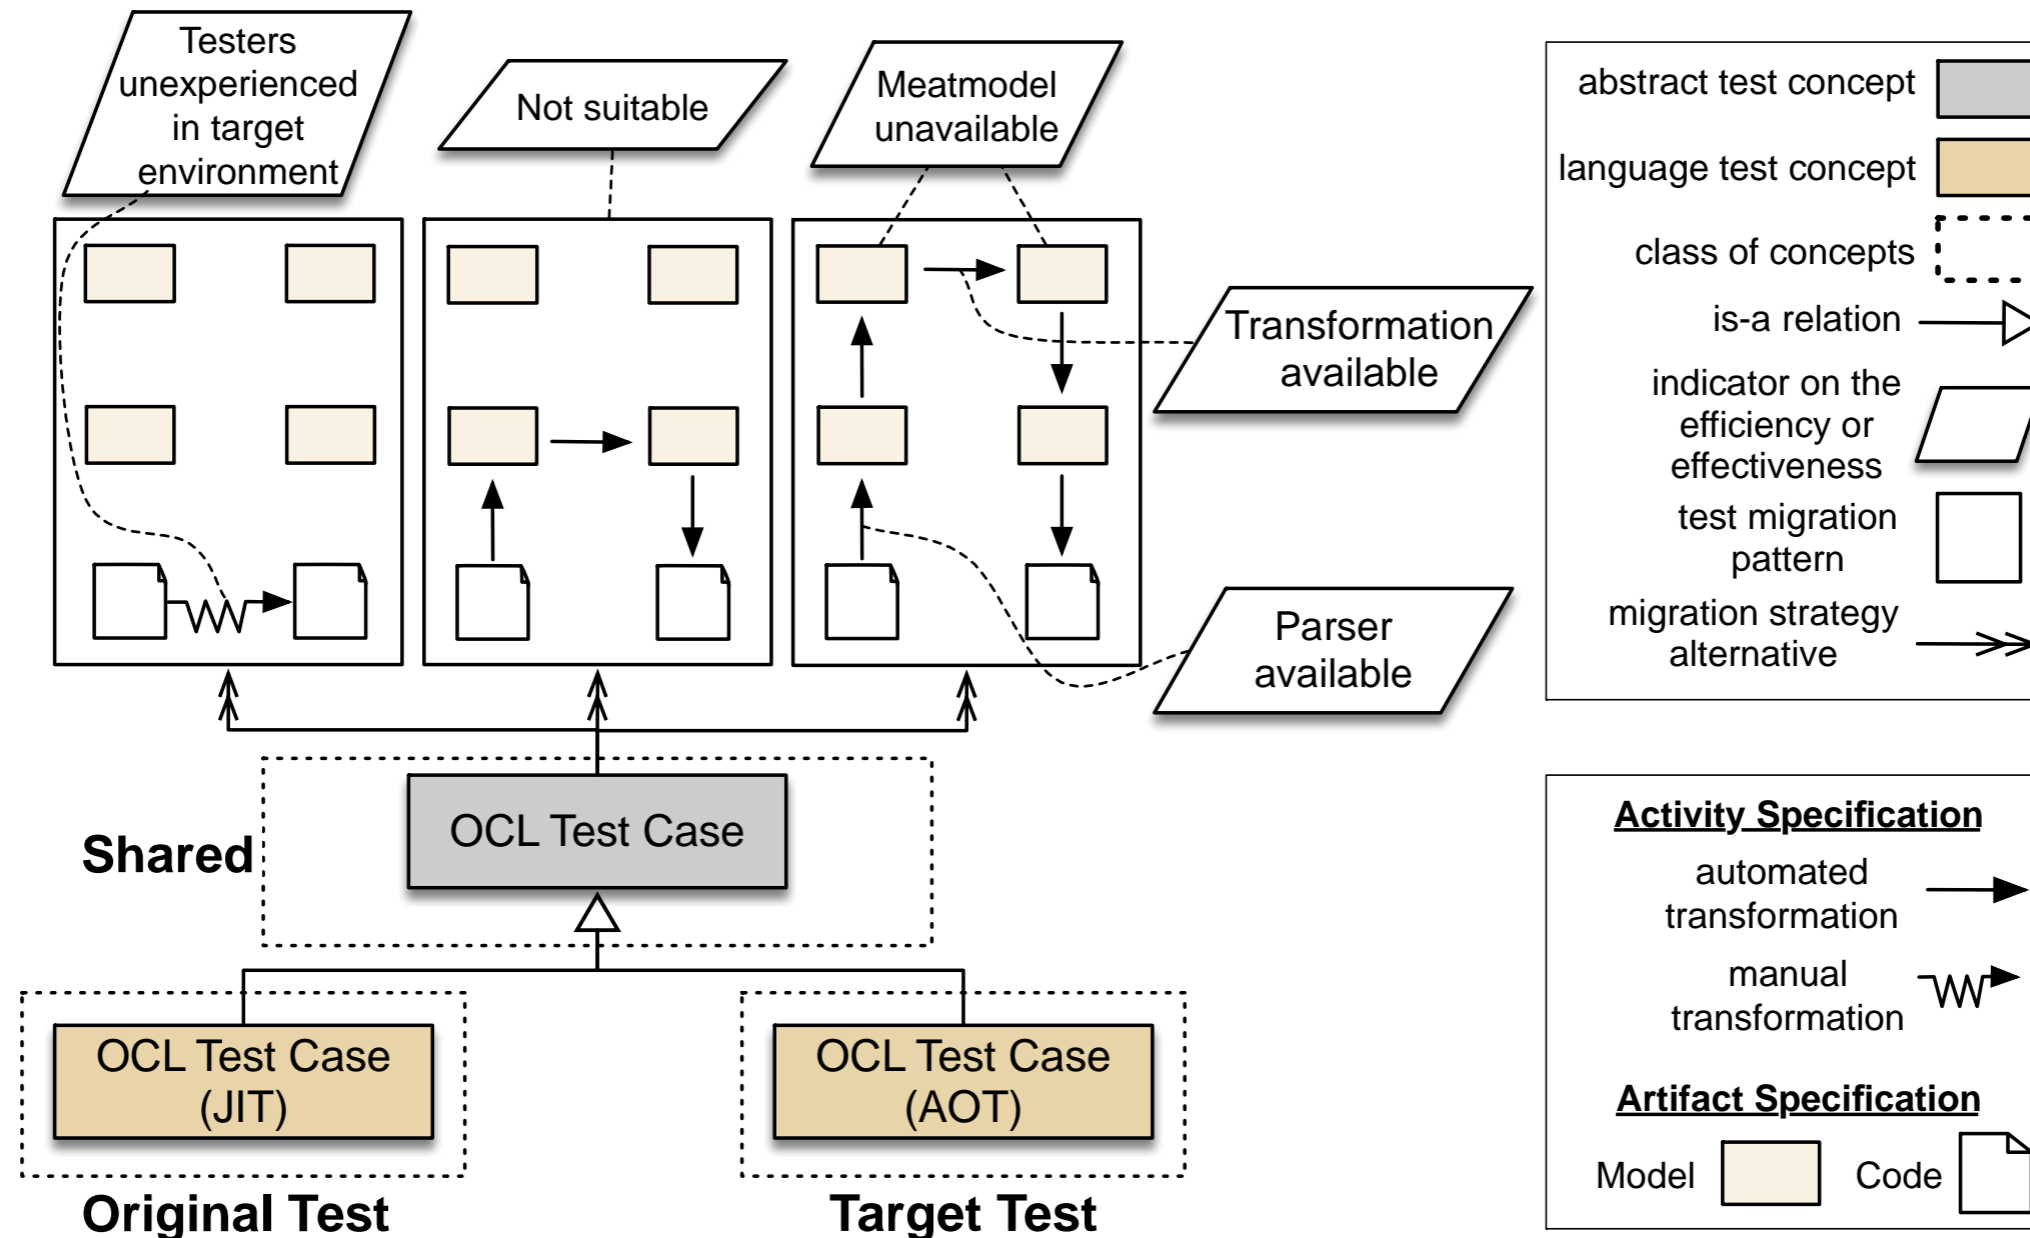 Testers
unexperienced
in target
environment
Not suitable
Meatmodel
unavailable
Transformation
available
Parser
available
Shared
OCL Test Case
OCL Test Case
(JIT)
OCL Test Case
(AOT)
Original Test
Target Test
abstract test concept
language test concept
class of concepts
is-a relation
indicator on the
efficiency or
effectiveness
test migration
pattern
migration strategy
alternative
Activity Specification
automated
transformation
manual
transformation
Artifact Specification
Model
Code